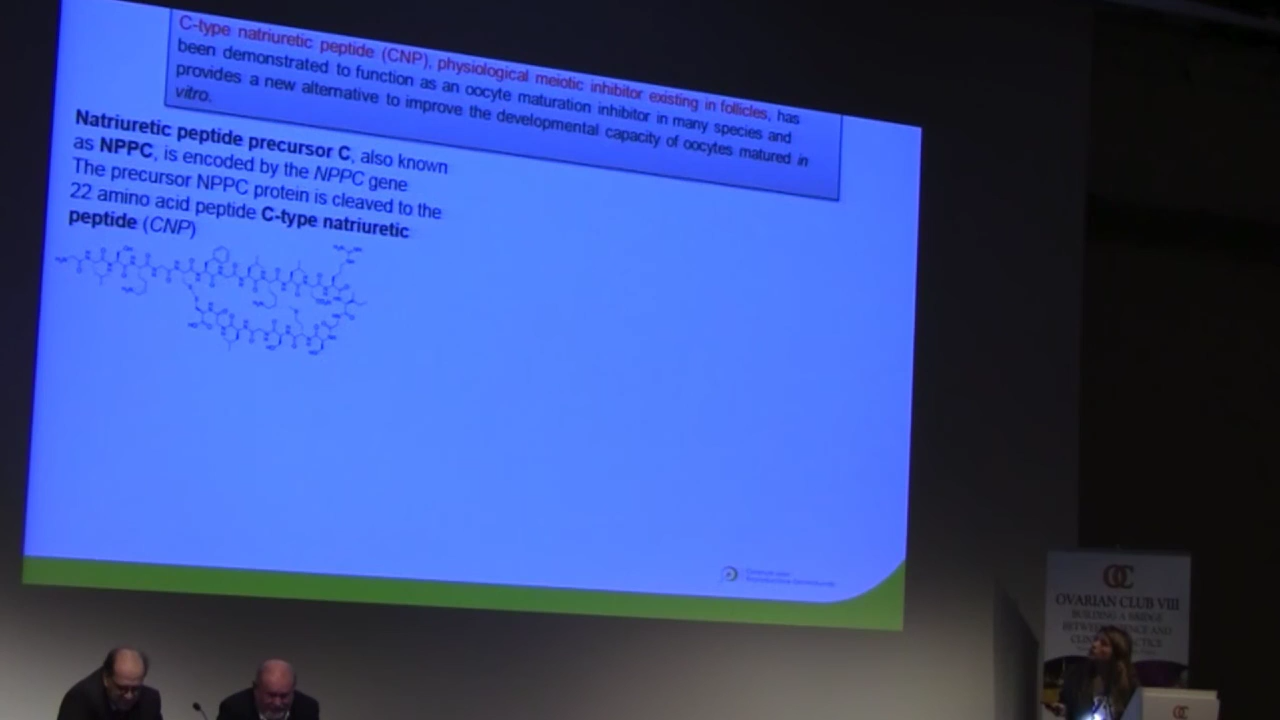 C-type natriuretic peptide (CNP), physiological meiotic inhibitor existing in follicles, has
been demonstrated to function as an oocyte maturation inhibitor in many species and
provides a new alternative to improve the developmental capacity of oocytes matured in
vitro.
Natriuretic peptide precursor C, also known
as NPPC, is encoded by the NPPC gene
The precursor NPPC protein is cleaved to the
22 amino acid peptide C-type natriuretic
peptide (CNP)
OC
OVARIAN CLUB VIII
BUILDING A BRIDGE